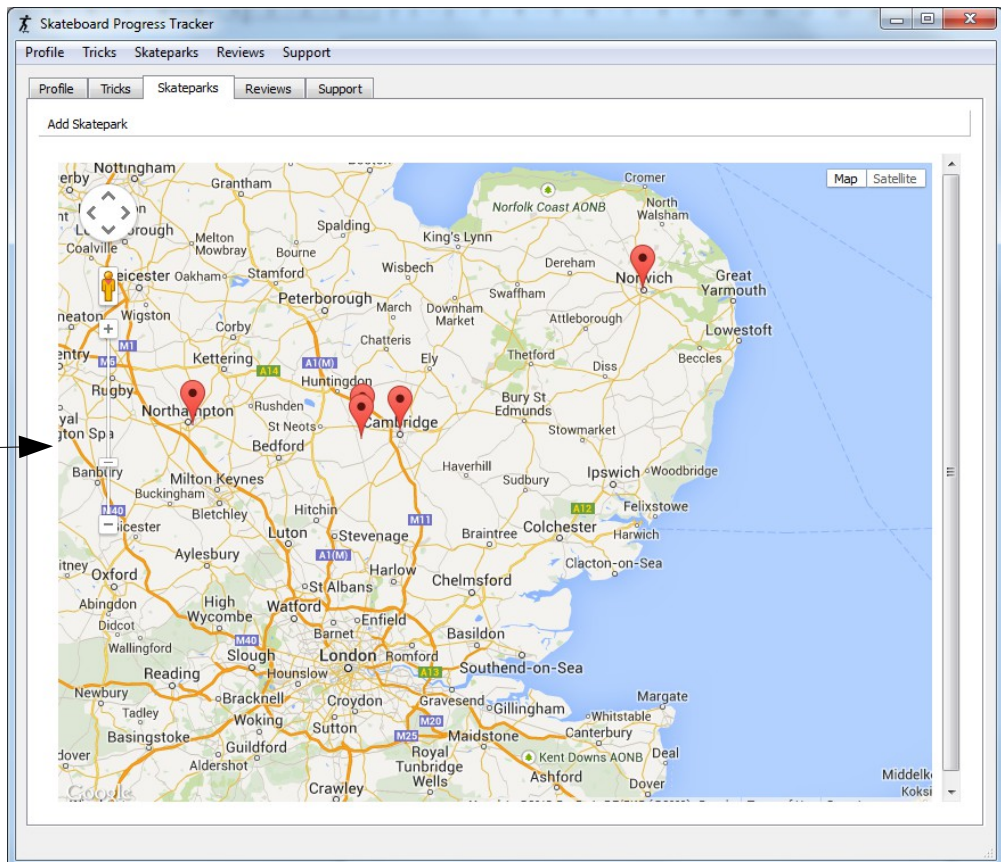 Skateboard Progress Tracker
Profile Tricks Skateparks Reviews Support
Profile Tricks Skateparks Reviews Support
Add Skatepark
Map Satellite
Nottingham
Grantham
Cromer
Norfolk Coast AONB
North
Walsham
Spalding
King's Lynn
Coalville
Melton
Mowbray
Bourne
Wisbech
Dereham
Norwich
Great
Yarmouth
Oakham
Stamford
Swaffham
Peterborough
March
Downham
Market
Attleborough
Lowestoft
Wigston
Corby
Chatteris
M1
M6
Kettering
A14
A1(M)
Ely
Thetford
Diss
Beccles
Huntingdon
Rugby
Northampton
Rushden
St Neots
Cambridge
Bury St
Edmunds
Stowmarket
Bedford
Banbury
Milton Keynes
Haverhill
Sudbury
Ipswich
Woodbridge
Buckingham
M40
Bletchley
Hitchin
M11
A12
Felixstowe
Luton
Stevenage
Braintree
Colchester
Harwich
Aylesbury
A1(M)
Harlow
Clacton-on-Sea
Oxford
St Albans
Chelmsford
Abingdon
High
Wycombe
Watford
Enfield
Didcot
Barnet
Basildon
Wallingford
M40
Slough
London
Romford
A13
Southend-on-Sea
Reading
Hounslow
Newbury
Bracknell
Croydon
Gravesend
Gillingham
Margate
Whitstable
Tadley
Woking
Sutton
M20
M25
Maidstone
Canterbury
Basingstoke
Guildford
Royal
Tunbridge
Wells
Kent Downs AONB
Deal
Aldershot
Ashford
Dover
Crawley
Google